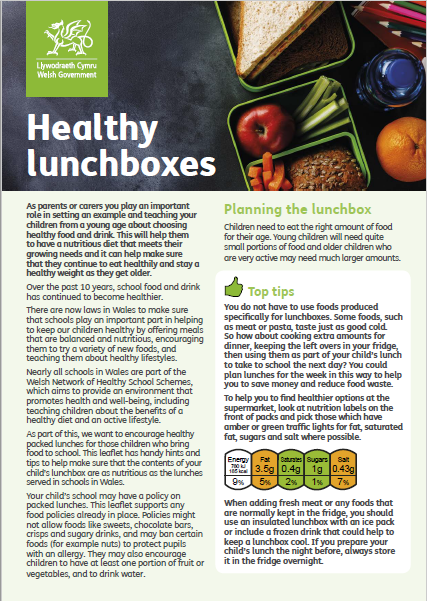 Llywodraeth Cymru
Welsh Government
Healthy
lunchboxes
As parents or carers you play an important
role in setting an example and teaching your
children from a young age about choosing
healthy food and drink. This will help them
to have a nutritious diet that meets their
growing needs and it can help make sure
that they continue to eat healthily and stay a
healthy weight as they get older.
Over the past 10 years, school food and drink
has continued to become healthier.
There are now laws in Wales to make sure
that schools play an important part in helping
to keep our children healthy by offering meals
that are balanced and nutritious, encouraging
them to try a variety of new foods, and
teaching them about healthy lifestyles.
Nearly all schools in Wales are part of the
Welsh Network of Healthy School Schemes,
which aims to provide an environment that
promotes health and well-being, including
teaching children about the benefits of a
healthy diet and an active lifestyle.
As part of this, we want to encourage healthy
packed lunches for those children who bring
food to school. This leaflet has handy hints and
tips to help make sure that the contents of your
child's lunchbox are as nutritious as the lunches
served in schools in Wales.
Your child's school may have a policy on
packed lunches. This leaflet supports any
food policies already in place. Policies might
not allow foods like sweets, chocolate bars,
crisps and sugary drinks, and may ban certain
foods (for example nuts) to protect pupils
with an allergy. They may also encourage
children to have at least one portion of fruit or
vegetables, and to drink water.
Planning the lunchbox
Children need to eat the right amount of food
for their age. Young children will need quite
small portions of food and older children who
are very active may need much larger amounts.
Top tips
You do not have to use foods produced
specifically for lunchboxes. Some foods, such
as meat or pasta, taste just as good cold.
So how about cooking extra amounts for
dinner, keeping the left overs in your fridge,
then using them as part of your child's lunch
to take to school the next day? You could
plan lunches for the week in this way to help
you to save money and reduce food waste.
To help you to find healthier options at the
supermarket, look at nutrition labels on the
front of packs and pick those which have
amber or green traffic lights for fat, saturated
fat, sugars and salt where possible.
Energy Fat Saturates Sugars Salt
780 kJ
185 kcal 3.5g 0.4g 1g 0.43g
9% 5% 2% 1% 7%
When adding fresh meat or any foods that
are normally kept in the fridge, you should
use an insulated lunchbox with an ice pack
or include a frozen drink that could help to
keep a lunchbox cool. If you prepare your
child's lunch the night before, always store
it in the fridge overnight.